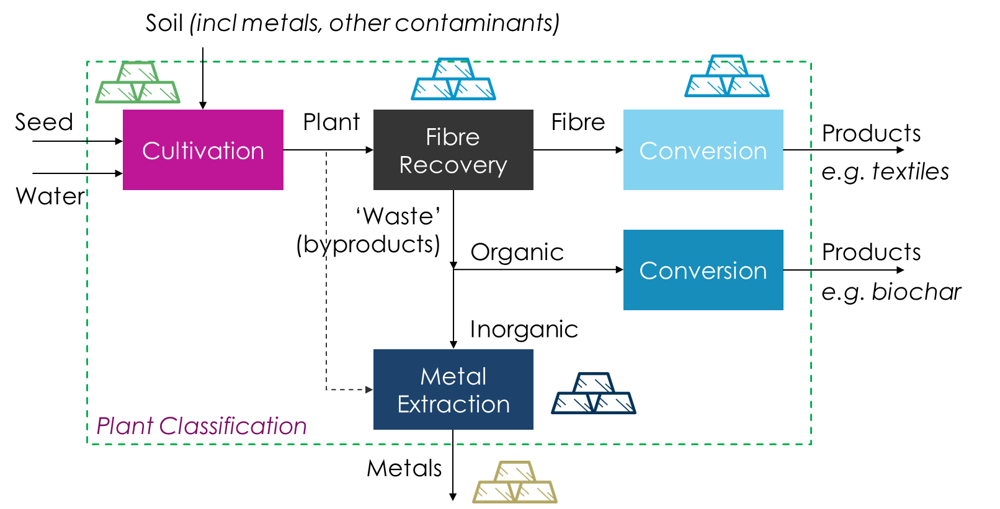 Soil (incl metals, other contaminants)
Seed
Water
Cultivation
Plant
Fibre
Recovery
Fibre
Conversion
Products
e.g. textiles
‘Waste’
(byproducts)
Organic
Conversion
Products
e.g. biochar
Inorganic
Metal
Extraction
Plant Classification
Metals